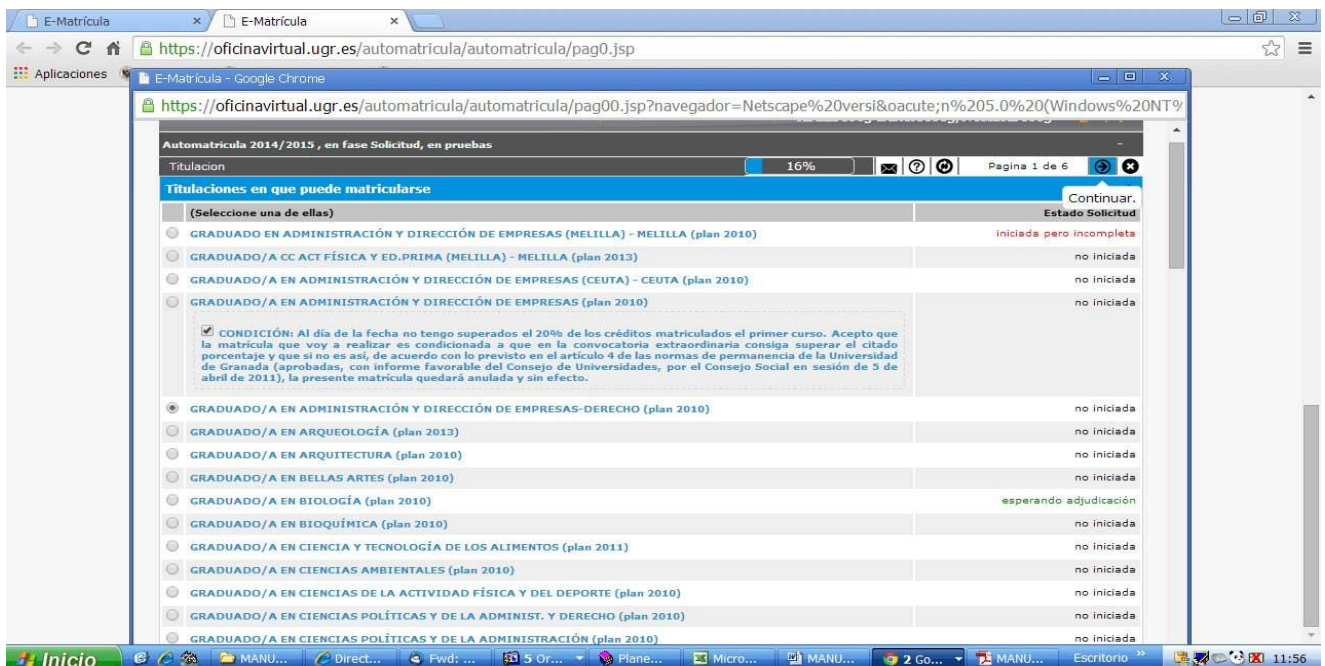 E-Matrícula
E-Matrícula
https://oficinavirtual.ugr.es/automatricula/automatricula/pag0.jsp
Aplicaciones
E-Matrícula - Google Chrome
https://oficinavirtual.ugr.es/automatricula/automatricula/pag00.jsp?navegador=Netscape%20versi&oacute;n%205.0%20(Windows%20NT%
Automatricula 2014/2015 , en fase Solicitud, en pruebas -
Titulacion 16% Pagina 1 de 6
Titulaciones en que puede matricularse
Continuar.
(Seleccione una de ellas) Estado Solicitud
GRADUADO EN ADMINISTRACIÓN Y DIRECCIÓN DE EMPRESAS (MELILLA) - MELILLA (plan 2010) iniciada pero incompleta
GRADUADO/A CC ACT FÍSICA Y ED.PRIMA (MELILLA) - MELILLA (plan 2013) no iniciada
GRADUADO/A EN ADMINISTRACIÓN Y DIRECCIÓN DE EMPRESAS (CEUTA) - CEUTA (plan 2010) no iniciada
GRADUADO/A EN ADMINISTRACIÓN Y DIRECCIÓN DE EMPRESAS (plan 2010) no iniciada
CONDICIÓN: Al día de la fecha no tengo superados el 20% de los créditos matriculados el primer curso. Acepto que
la matrícula que voy a realizar es condicionada a que en la convocatoria extraordinaria consiga superar el citado
porcentaje y que si no es así, de acuerdo con lo previsto en el artículo 4 de las normas de permanencia de la Universidad
de Granada (aprobadas, con informe favorable del Consejo de Universidades, por el Consejo Social en sesión de 5 de
abril de 2011), la presente matrícula quedará anulada y sin efecto.
GRADUADO/A EN ADMINISTRACIÓN Y DIRECCIÓN DE EMPRESAS-DERECHO (plan 2010) no iniciada
GRADUADO/A EN ARQUEOLOGÍA (plan 2013) no iniciada
GRADUADO/A EN ARQUITECTURA (plan 2010) no iniciada
GRADUADO/A EN BELLAS ARTES (plan 2010) no iniciada
GRADUADO/A EN BIOLOGÍA (plan 2010) esperando adjudicación
GRADUADO/A EN BIOQUÍMICA (plan 2010) no iniciada
GRADUADO/A EN CIENCIA Y TECNOLOGÍA DE LOS ALIMENTOS (plan 2011) no iniciada
GRADUADO/A EN CIENCIAS AMBIENTALES (plan 2010) no iniciada
GRADUADO/A EN CIENCIAS DE LA ACTIVIDAD FÍSICA Y DEL DEPORTE (plan 2010) no iniciada
GRADUADO/A EN CIENCIAS POLÍTICAS Y DE LA ADMINIST. Y DERECHO (plan 2010) no iniciada
GRADUADO/A EN CIENCIAS POLÍTICAS Y DE LA ADMINISTRACIÓN (plan 2010) no iniciada
Inicio MANU... Direct... Fwd: ... 5 Or... Plane... Micro... MANU... 2 Go... MANU... Escritorio » 11:56